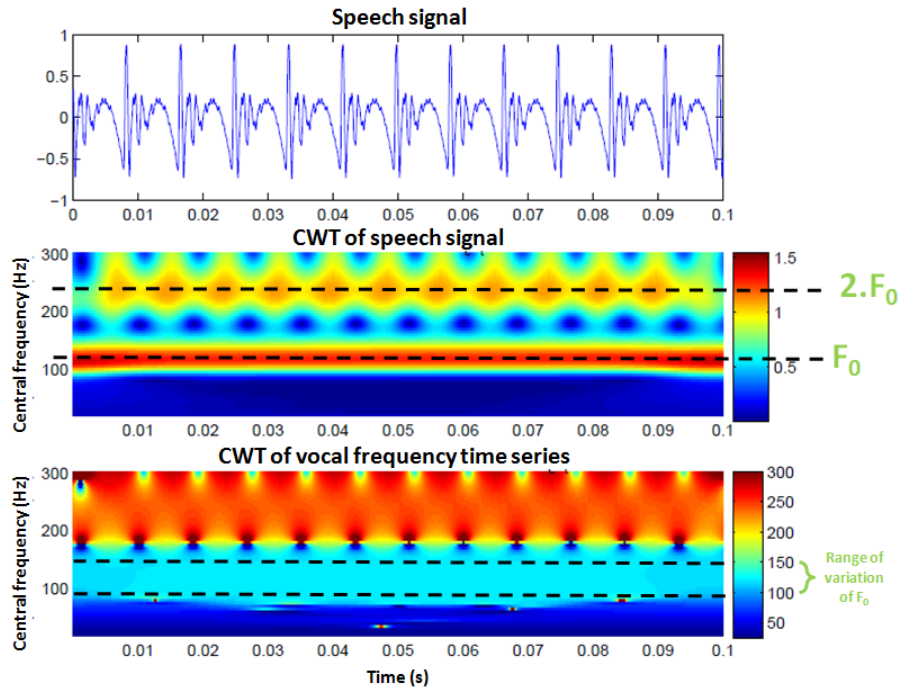 Speech signal
1
0.5
0
−0.5
−1
0 0.01 0.02 0.03 0.04 0.05 0.06 0.07 0.08 0.09 0.1
CWT of speech signal
Central frequency (Hz)
300
200
100
0.01 0.02 0.03 0.04 0.05 0.06 0.07 0.08 0.09 0.1
1.5
1
0.5
2.F0
F0
CWT of vocal frequency time series
Central frequency (Hz)
300
200
100
0.01 0.02 0.03 0.04 0.05 0.06 0.07 0.08 0.09 0.1
Time (s)
300
250
200
150
100
50
Range of
variation
of F0